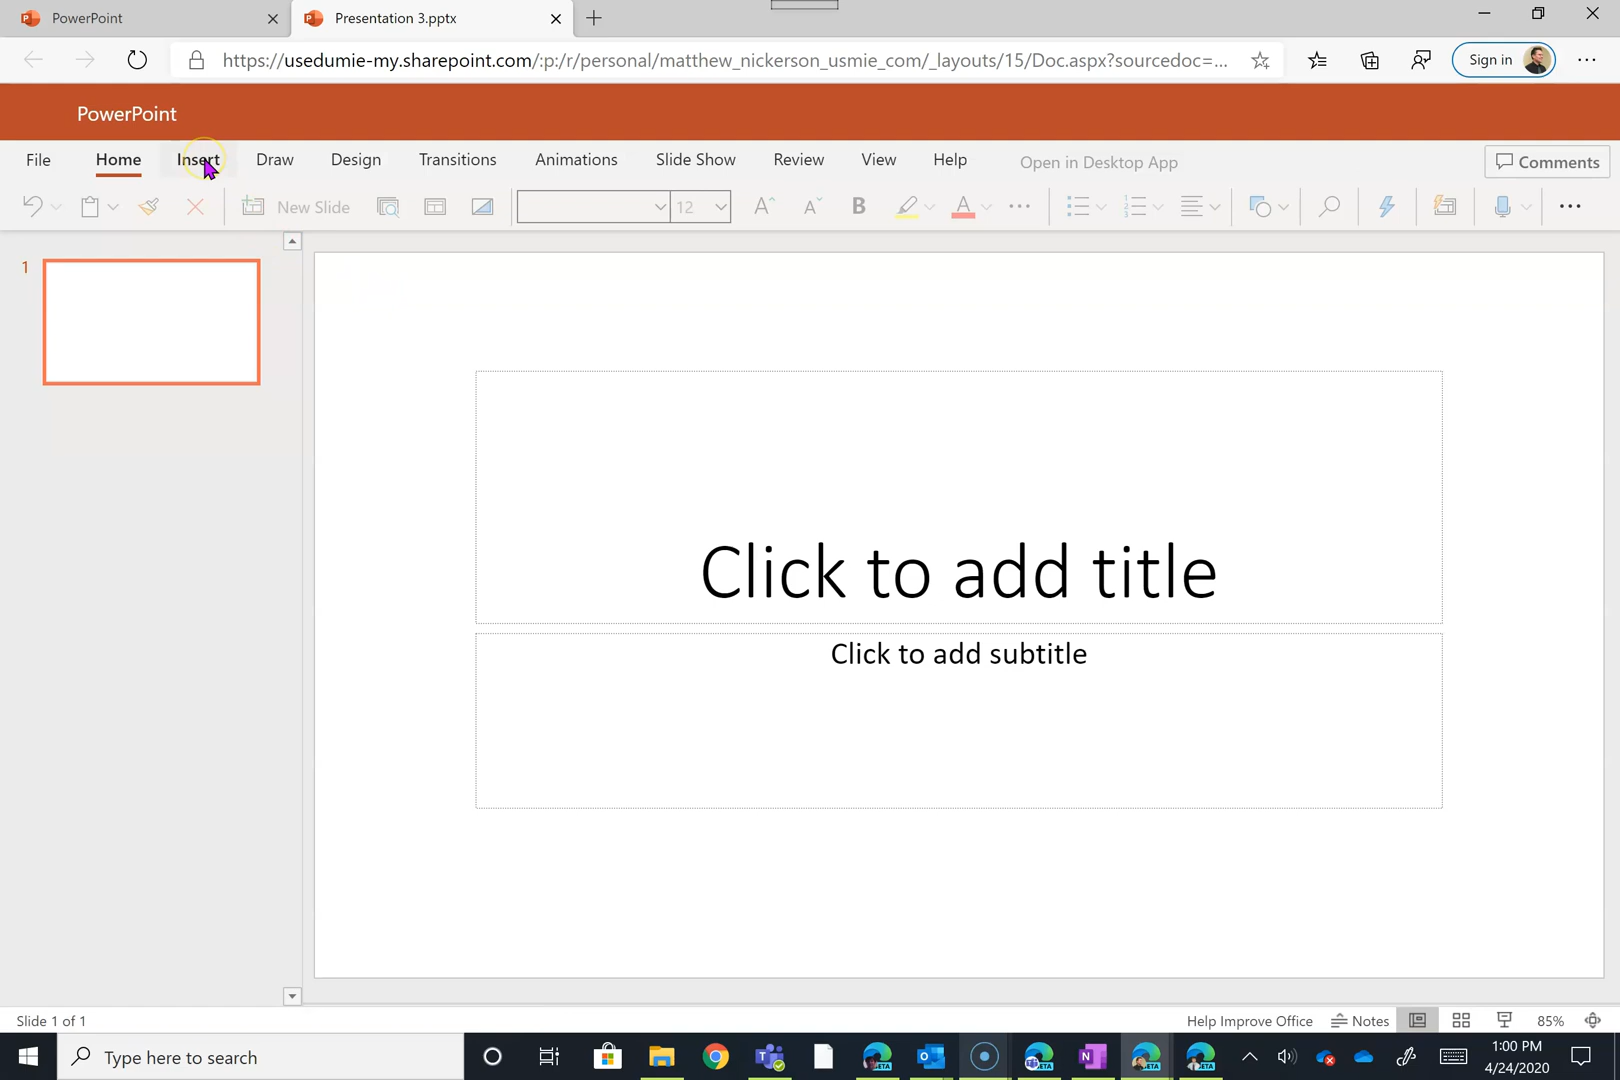 PowerPoint
Presentation 3.pptx
https://usedumie-my.sharepoint.com/:p:/r/personal/matthew_nickerson_usmie_com/_layouts/15/Doc.aspx?sourcedoc=...
Sign in
PowerPoint
File Home Insert Draw Design Transitions Animations Slide Show Review View Help Open in Desktop App Comments
New Slide 12 B
1
Click to add title
Click to add subtitle
Slide 1 of 1
Help Improve Office Notes 85%
Type here to search
1:00 PM
4/24/2020